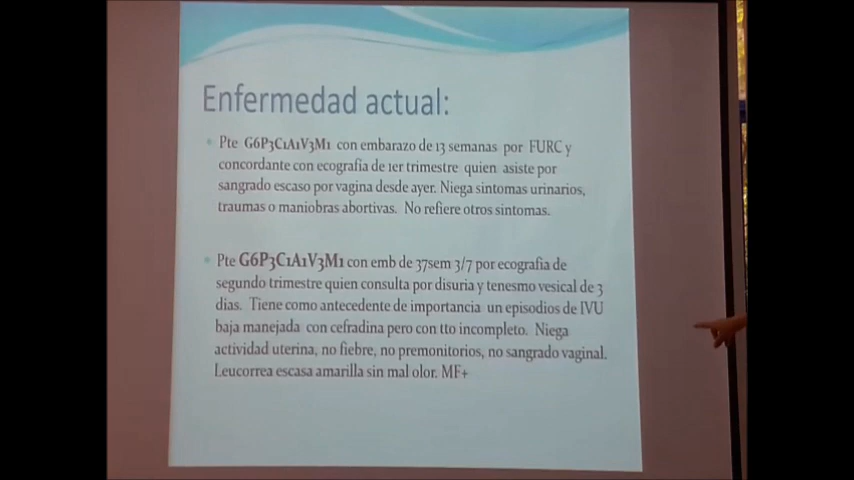 Enfermedad actual:
Pte G6P3C1A1V3M1 con embarazo de 13 semanas por FURC y
concordante con ecografia de 1er trimestre quien asiste por
sangrado escaso por vagina desde ayer. Niega sintomas urinarios,
traumas o maniobras abortivas. No refiere otros sintomas.
Pte G6P3C1A1V3M1 con emb de 37sem 3/7 por ecografia de
segundo trimestre quien consulta por disuria y tenesmo vesical de 3
dias. Tiene como antecedente de importancia un episodios de IVU
baja manejada con cefradina pero con tto incompleto. Niega
actividad uterina, no fiebre, no premonitorios, no sangrado vaginal.
Leucorrea escasa amarilla sin mal olor. MF+